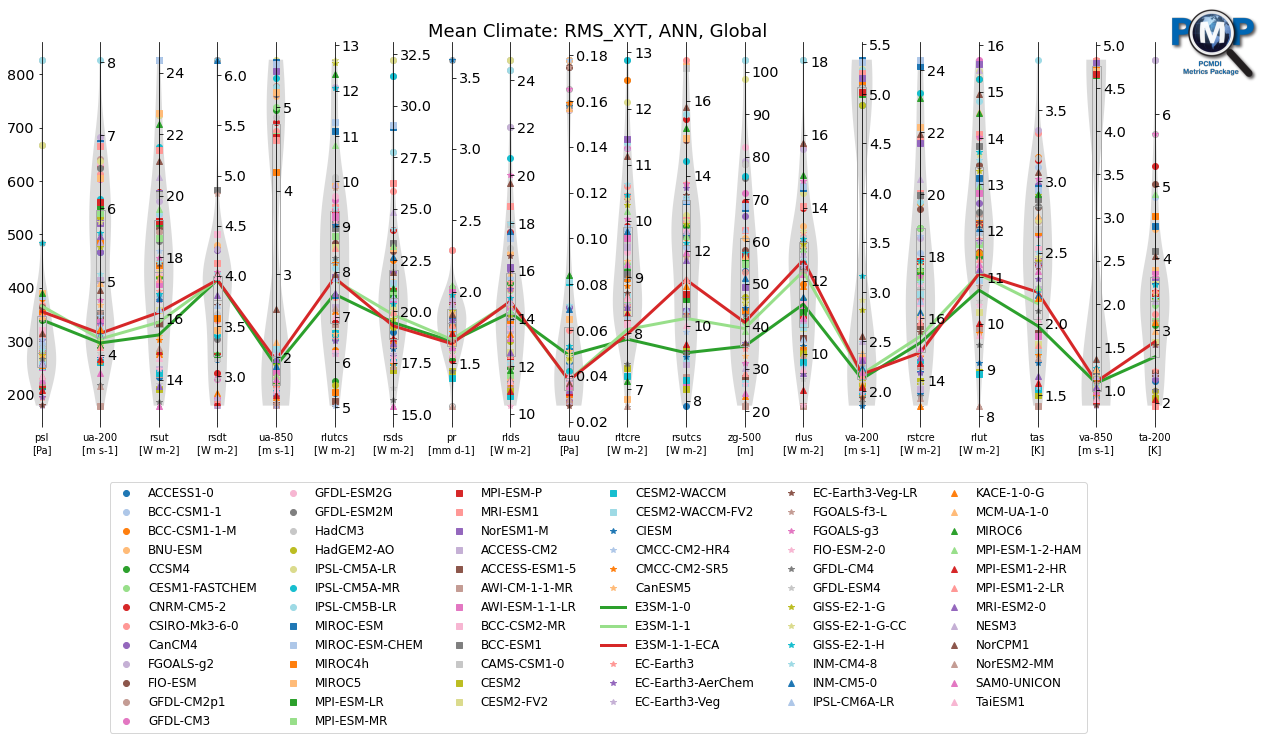 Mean Climate: RMS_XYT, ANN, Global
PMP
PCMDI
Metrics Package
800
700
600
500
400
300
200
psl
[Pa]
8
7
6
5
4
ua-200
[m s-1]
24
22
20
18
16
14
rsut
[W m-2]
6.0
5.5
5.0
4.5
4.0
3.5
3.0
rsdt
[W m-2]
5
4
3
2
ua-850
[m s-1]
13
12
11
10
9
8
7
6
5
rlutcs
[W m-2]
32.5
30.0
27.5
25.0
22.5
20.0
17.5
15.0
rsds
[W m-2]
3.5
3.0
2.5
2.0
1.5
pr
[mm d-1]
24
22
20
18
16
14
12
10
rlds
[W m-2]
0.18
0.16
0.14
0.12
0.10
0.08
0.06
0.04
0.02
tauu
[Pa]
13
12
11
10
9
8
7
rltcre
[W m-2]
16
14
12
10
8
rsutcs
[W m-2]
100
90
80
70
60
50
40
30
20
zg-500
[m]
18
16
14
12
10
rlus
[W m-2]
5.5
5.0
4.5
4.0
3.5
3.0
2.5
2.0
va-200
[m s-1]
24
22
20
18
16
14
rstcre
[W m-2]
16
15
14
13
12
11
10
9
8
rlut
[W m-2]
3.5
3.0
2.5
2.0
1.5
tas
[K]
5.0
4.5
4.0
3.5
3.0
2.5
2.0
1.5
1.0
va-850
[m s-1]
6
5
4
3
2
ta-200
[K]
ACCESS1-0
BCC-CSM1-1
BCC-CSM1-1-M
BNU-ESM
CCSM4
CESM1-FASTCHEM
CNRM-CM5-2
CSIRO-Mk3-6-0
CanCM4
FGOALS-g2
FIO-ESM
GFDL-CM2p1
GFDL-CM3
GFDL-ESM2G
GFDL-ESM2M
HadCM3
HadGEM2-AO
IPSL-CM5A-LR
IPSL-CM5A-MR
IPSL-CM5B-LR
MIROC-ESM
MIROC-ESM-CHEM
MIROC4h
MIROC5
MPI-ESM-LR
MPI-ESM-MR
MPI-ESM-P
MRI-ESM1
NorESM1-M
ACCESS-CM2
ACCESS-ESM1-5
AWI-CM-1-1-MR
AWI-ESM-1-1-LR
BCC-CSM2-MR
BCC-ESM1
CAMS-CSM1-0
CESM2
CESM2-FV2
CESM2-WACCM
CESM2-WACCM-FV2
CIESM
CMCC-CM2-HR4
CMCC-CM2-SR5
CanESM5
E3SM-1-0
E3SM-1-1
E3SM-1-1-ECA
EC-Earth3
EC-Earth3-AerChem
EC-Earth3-Veg
EC-Earth3-Veg-LR
FGOALS-f3-L
FGOALS-g3
FIO-ESM-2-0
GFDL-CM4
GFDL-ESM4
GISS-E2-1-G
GISS-E2-1-G-CC
GISS-E2-1-H
INM-CM4-8
INM-CM5-0
IPSL-CM6A-LR
KACE-1-0-G
MCM-UA-1-0
MIROC6
MPI-ESM-1-2-HAM
MPI-ESM1-2-HR
MPI-ESM1-2-LR
MRI-ESM2-0
NESM3
NorCPM1
NorESM2-MM
SAM0-UNICON
TaiESM1